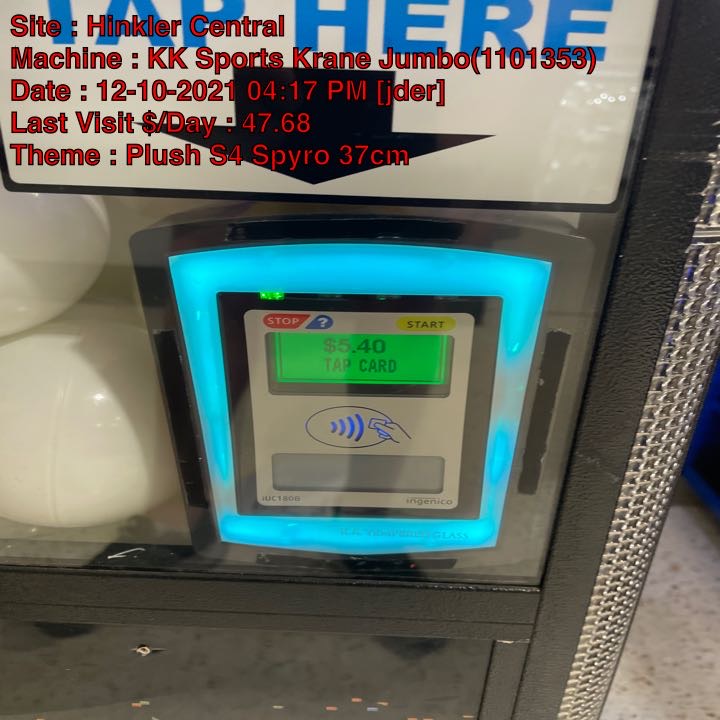 TAP HERE
Site : Hinkler Central
Machine : KK Sports Krane Jumbo(1101353)
Date : 12-10-2021 04:17 PM [jder]
Last Visit $/Day : 47.68
Theme : Plush S4 Spyro 37cm
STOP ? START
$5.40
TAP CARD
iUC180B ingenico
GLASS